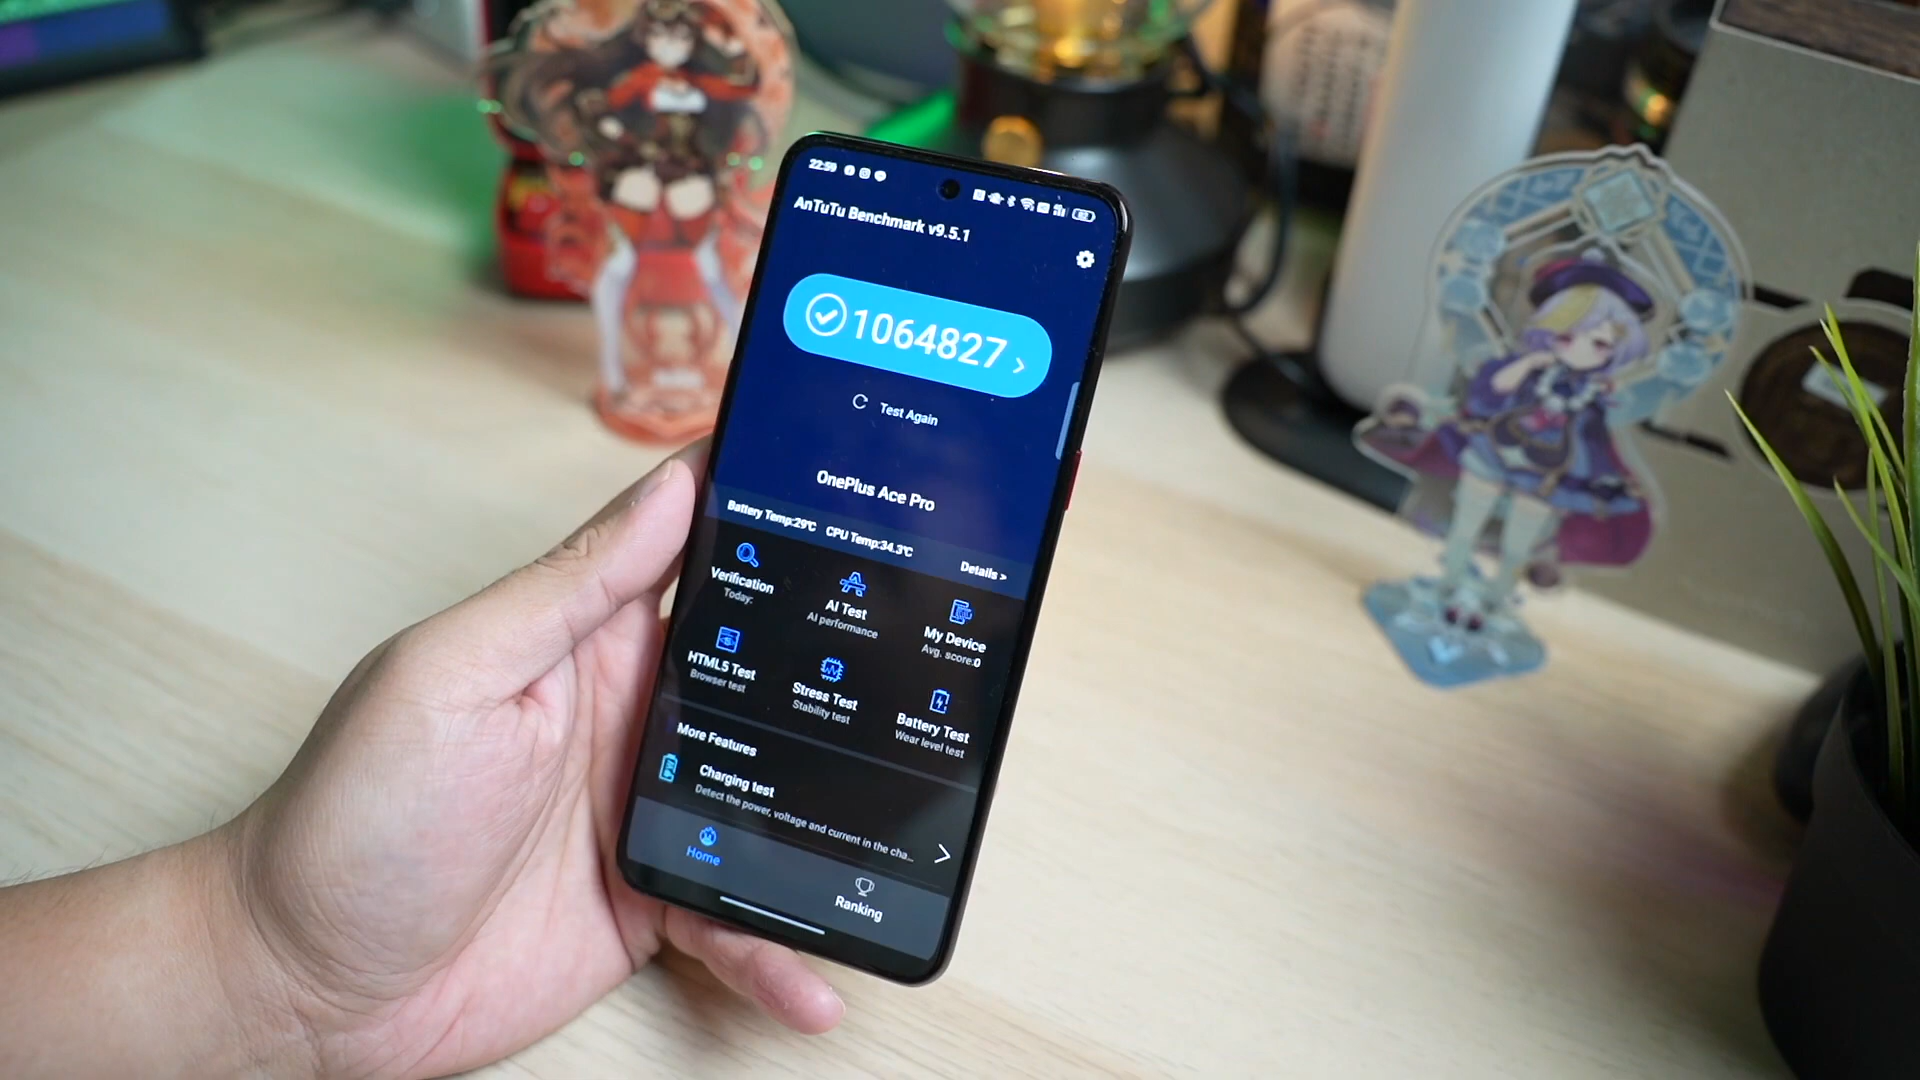 22:59
AnTuTu Benchmark v9.5.1
1064827 >
Test Again
OnePlus Ace Pro
Battery Temp:29℃ CPU Temp:34.3℃
Details >
Verification
Today:
AI Test
AI performance
My Device
Avg. score:0
HTML5 Test
Browser test
Stress Test
Stability test
Battery Test
Wear level test
More Features
Charging test
Detect the power, voltage and current in the cha...
Home
Ranking